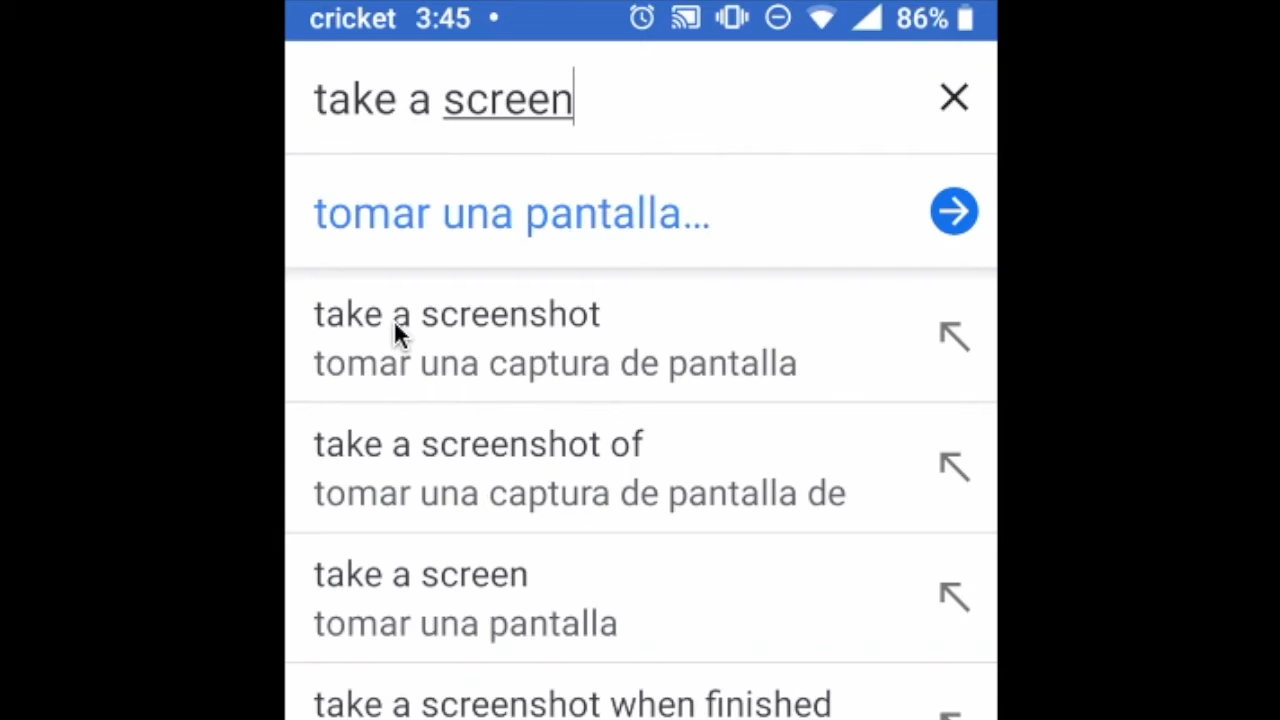 cricket 3:45 • 86%
take a screen
tomar una pantalla...
take a screenshot
tomar una captura de pantalla
take a screenshot of
tomar una captura de pantalla de
take a screen
tomar una pantalla
take a screenshot when finished